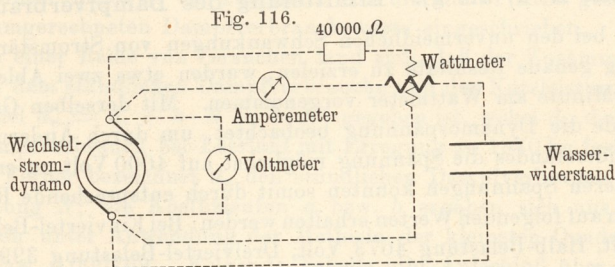 Fig. 116.
40 000 Ω
Wattmeter
Ampèremeter
Wechsel-
strom-
dynamo
Voltmeter
Wasser-
widerstand